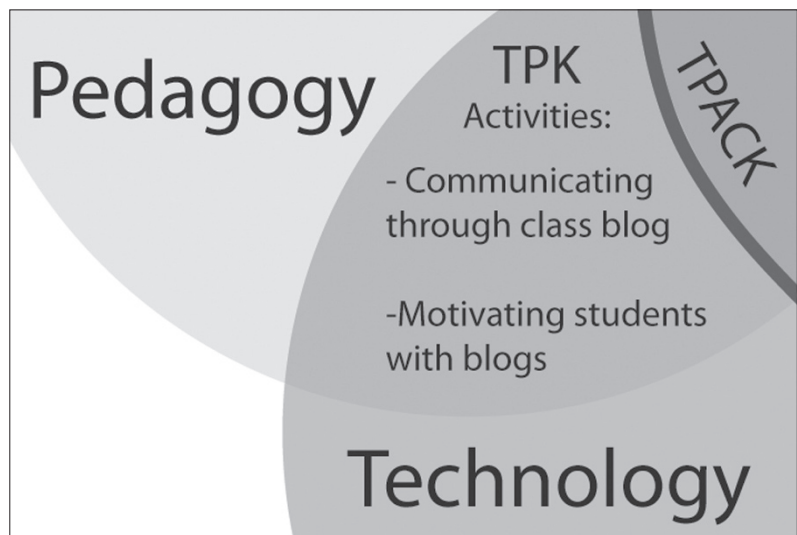 Pedagogy
TPK
Activities:
- Communicating
through class blog
-Motivating students
with blogs
TPACK
Technology